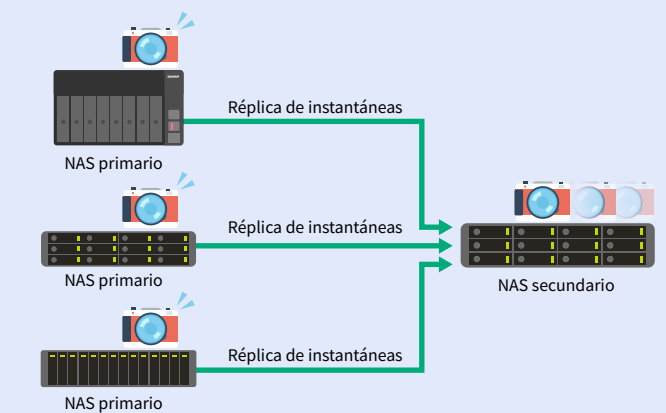 Réplica de instantáneas
NAS primario
Réplica de instantáneas
NAS primario
NAS secundario
Réplica de instantáneas
NAS primario